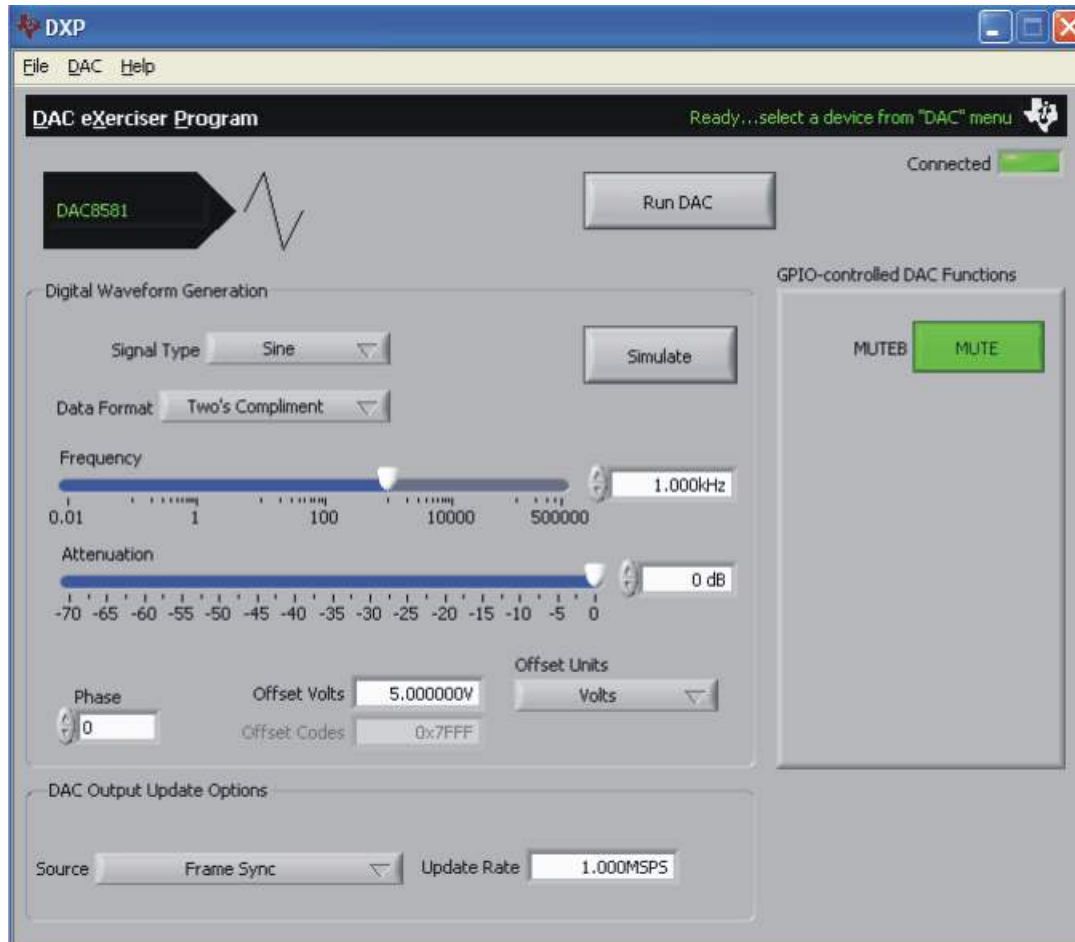 DXP
File DAC Help
DAC eXerciser Program Ready...select a device from "DAC" menu
Connected
DAC8581 Run DAC
GPIO-controlled DAC Functions
Digital Waveform Generation
Signal Type Sine Simulate MUTEB MUTE
Data Format Two's Compliment
Frequency
1.000kHz
0.01 1 100 10000 500000
Attenuation
0 dB
-70 -65 -60 -55 -50 -45 -40 -35 -30 -25 -20 -15 -10 -5 0
Offset Units
Phase Offset Volts 5.000000V Volts
0 Offset Codes 0x7FFF
DAC Output Update Options
Source Frame Sync Update Rate 1.000MSPS